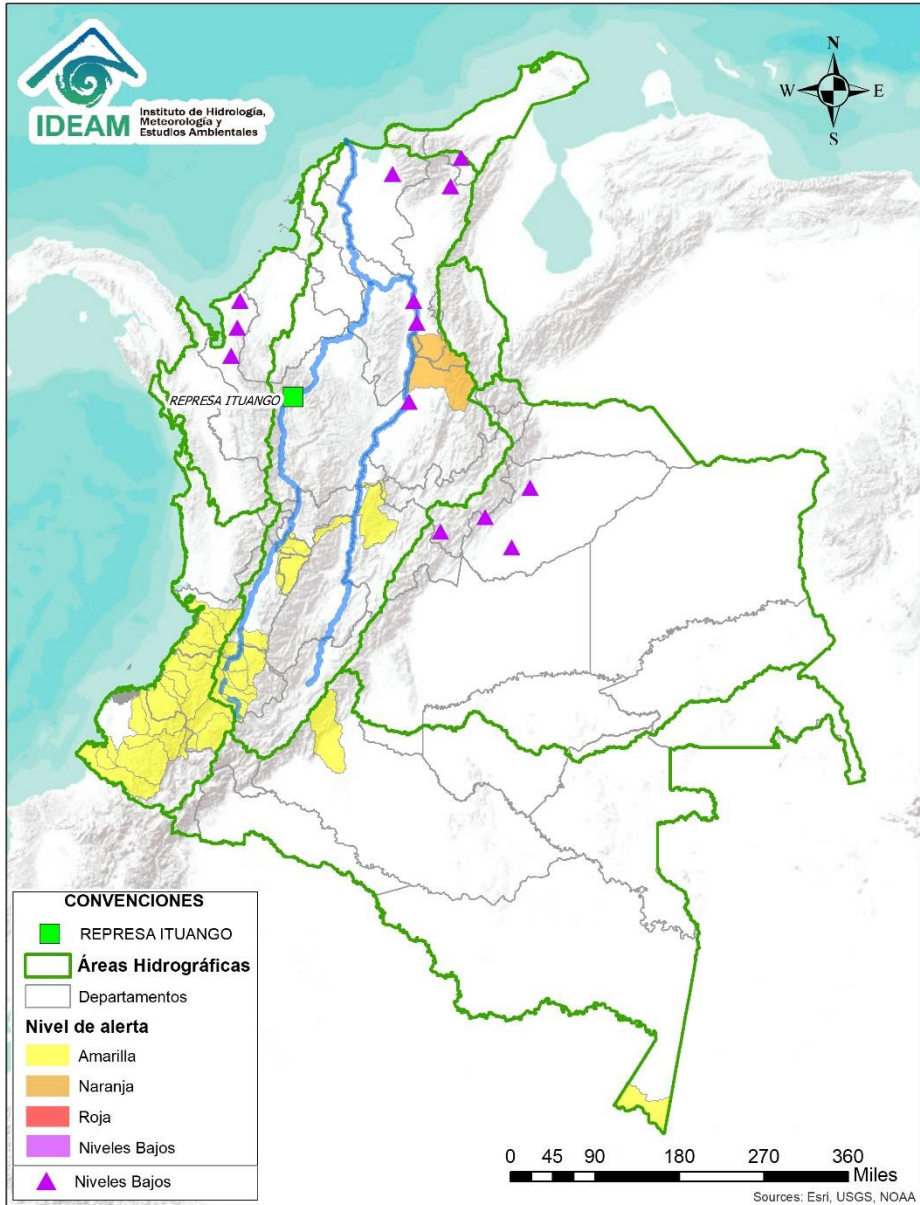 IDEAM
Instituto de Hidrología,
Meteorología y
Estudios Ambientales
N
W E
S
REPRESA ITUANGO
CONVENCIONES
REPRESA ITUANGO
Áreas Hidrográficas
Departamentos
Nivel de alerta
Amarilla
Naranja
Roja
Niveles Bajos
Niveles Bajos
0 45 90 180 270 360
Miles
Sources: Esri, USGS, NOAA